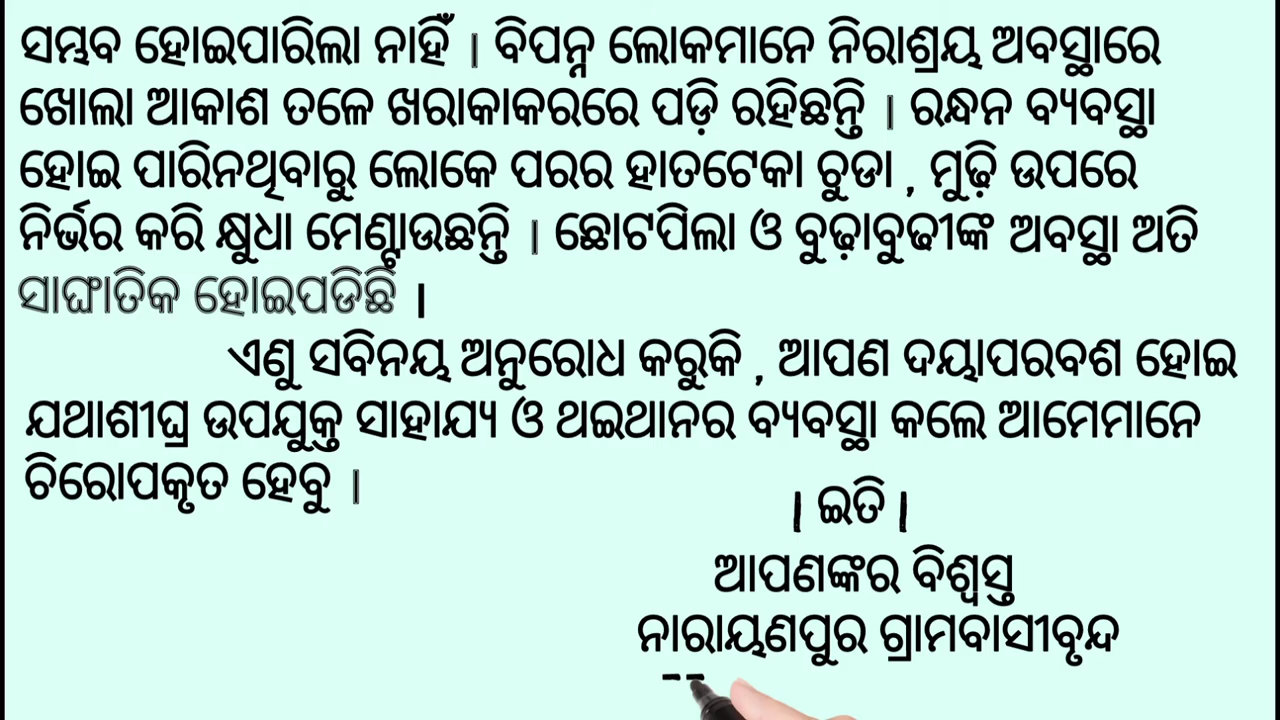 ସମ୍ଭବ ହୋଇପାରିଲା ନାହିଁ । ବିପନ୍ନ ଲୋକମାନେ ନିରାଶ୍ରୟ ଅବସ୍ଥାରେ
ଖୋଲା ଆକାଶ ତଳେ ଖରାକାକରରେ ପଡ଼ି ରହିଛନ୍ତି । ରନ୍ଧନ ବ୍ୟବସ୍ଥା
ହୋଇ ପାରିନଥିବାରୁ ଲୋକେ ପରର ହାତଟେକା ଚୁଡା , ମୁଢ଼ି ଉପରେ
ନିର୍ଭର କରି କ୍ଷୁଧା ମେଣ୍ଟାଉଛନ୍ତି । ଛୋଟପିଲା ଓ ବୁଢ଼ାବୁଢୀଙ୍କ ଅବସ୍ଥା ଅତି
ସାଙ୍ଘାତିକ ହୋଇପଡିଛି ।
ଏଣୁ ସବିନୟ ଅନୁରୋଧ କରୁକି , ଆପଣ ଦୟାପରବଶ ହୋଇ
ଯଥାଶୀଘ୍ର ଉପଯୁକ୍ତ ସାହାଯ୍ୟ ଓ ଥଇଥାନର ବ୍ୟବସ୍ଥା କଲେ ଆମେମାନେ
ଚିରୋପକୃତ ହେବୁ ।
। ଇତି ।
ଆପଣଙ୍କର ବିଶ୍ୱସ୍ତ
ନାରାୟଣପୁର ଗ୍ରାମବାସୀବୃନ୍ଦ